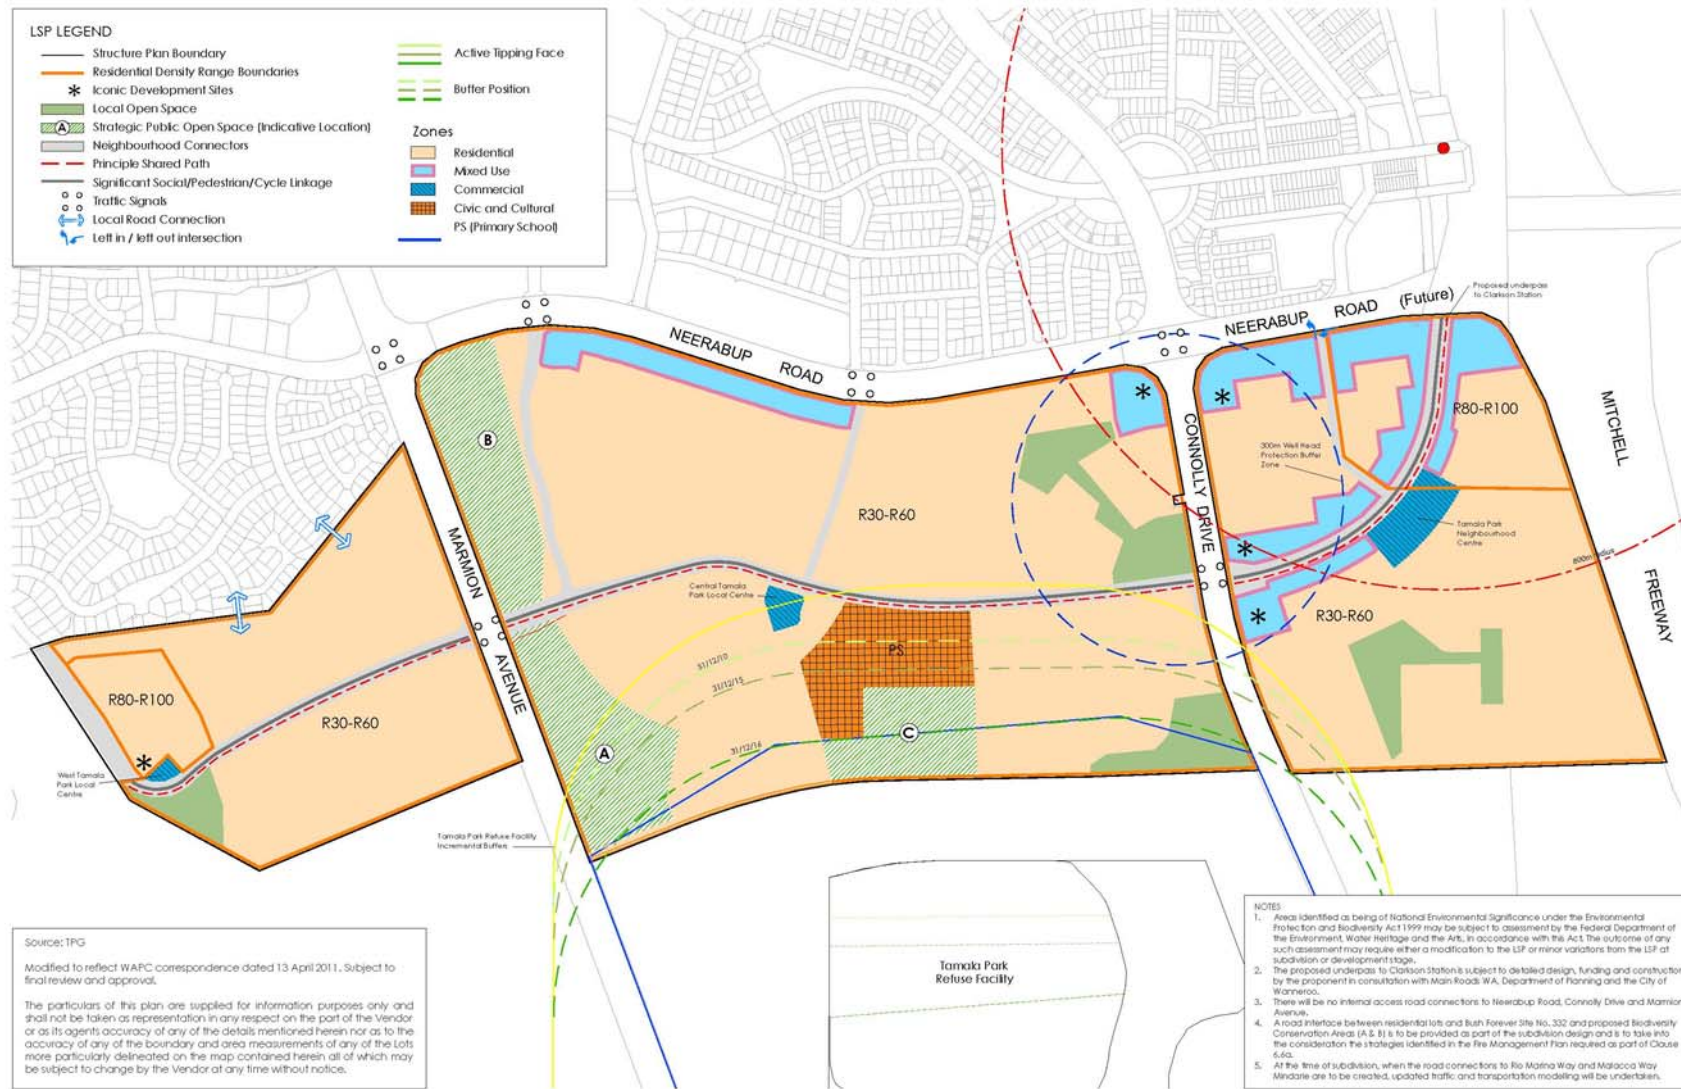 LSP LEGEND
Structure Plan Boundary
Residential Density Range Boundaries
Iconic Development Sites
Local Open Space
A Strategic Public Open Space (Indicative Location)
Neighbourhood Connectors
Principle Shared Path
Significant Social/Pedestrian/Cycle Linkage
Traffic Signals
Local Road Connection
Left in / left out intersection
Active Tipping Face
Buffer Position
Zones
Residential
Mixed Use
Commercial
Civic and Cultural
PS (Primary School)
Proposed underpass
to Clarkson Station
NEERABUP ROAD (Future)
NEERABUP
ROAD
R80-R100
MITCHELL
FREEWAY
B
300m Well Head
Protection Buffer
Zone
CONNOLLY DRIVE
R30-R60
MARMION
AVENUE
Tamala Park
Neighbourhood
Centre
800m radius
Central Tamala
Park Local Centre
R30-R60
PS
31/12/10
31/12/15
31/12/16
R80-R100
R30-R60
A
C
West Tamala
Park Local
Centre
Tamala Park Refuse Facility
Incremental Buffers
Tamala Park
Refuse Facility
Source: TPG
Modified to reflect WAPC correspondence dated 13 April 2011. Subject to
final review and approval.
The particulars of this plan are supplied for information purposes only and
shall not be taken as representation in any respect on the part of the Vendor
or as its agents accuracy of any of the details mentioned herein nor as to the
accuracy of any of the boundary and area measurements of any of the Lots
more particularly delineated on the map contained herein all of which may
be subject to change by the Vendor at any time without notice.
NOTES
1. Areas identified as being of National Environmental Significance under the Environmental
Protection and Biodiversity Act 1999 may be subject to assessment by the Federal Department of
the Environment, Water Heritage and the Arts, in accordance with this Act. The outcome of any
such assessment may require either a modification to the LSP or minor variations from the LSP at
subdivision or development stage.
2. The proposed underpass to Clarkson Station is subject to detailed design, funding and construction
by the proponent in consultation with Main Roads WA, Department of Planning and the City of
Wanneroo.
3. There will be no internal access road connections to Neerabup Road, Connolly Drive and Marmion
Avenue.
4. A road interface between residential lots and Bush Forever Site No. 332 and proposed Biodiversity
Conservation Areas (A & B) is to be provided as part of the subdivision design and is to take into
the consideration the strategies identified in the Fire Management Plan required as part of Clause
6.6a.
5. At the time of subdivision, when the road connections to Rio Marina Way and Malacca Way
Mindarie are to be created, updated traffic and transportation modelling will be undertaken.